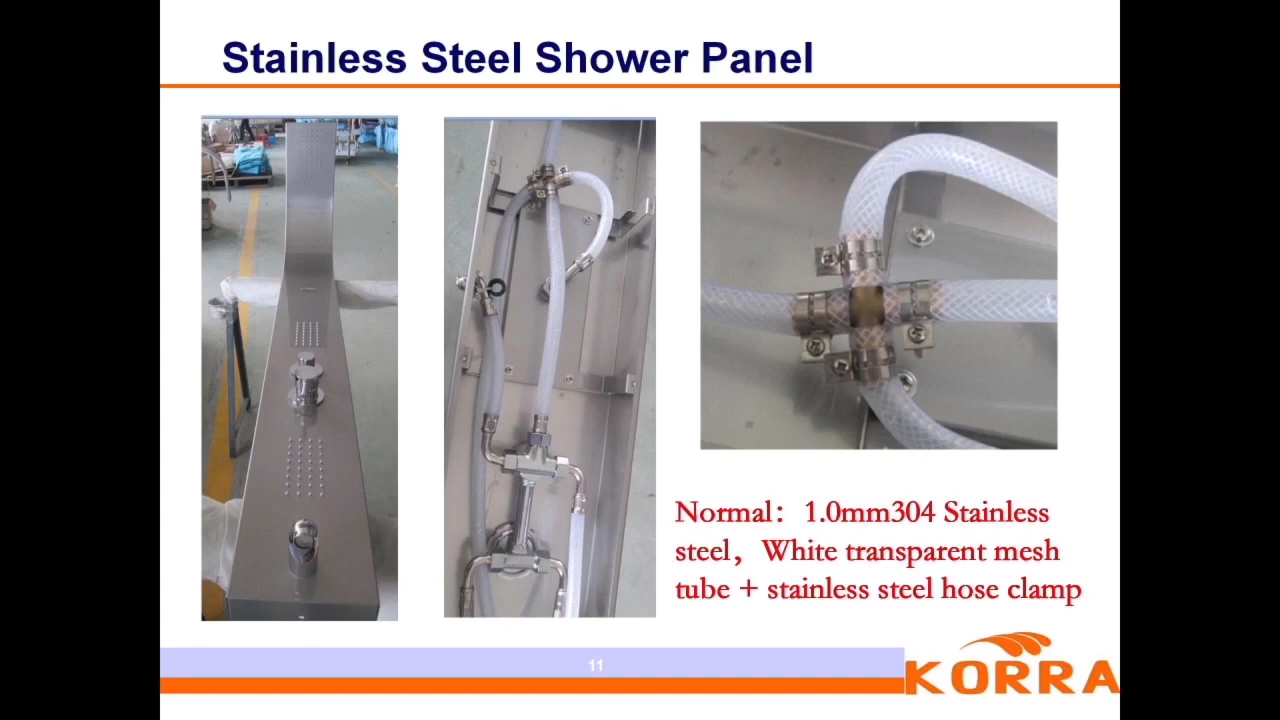 Stainless Steel Shower Panel
Normal：1.0mm304 Stainless
steel，White transparent mesh
tube + stainless steel hose clamp
11
KORRA